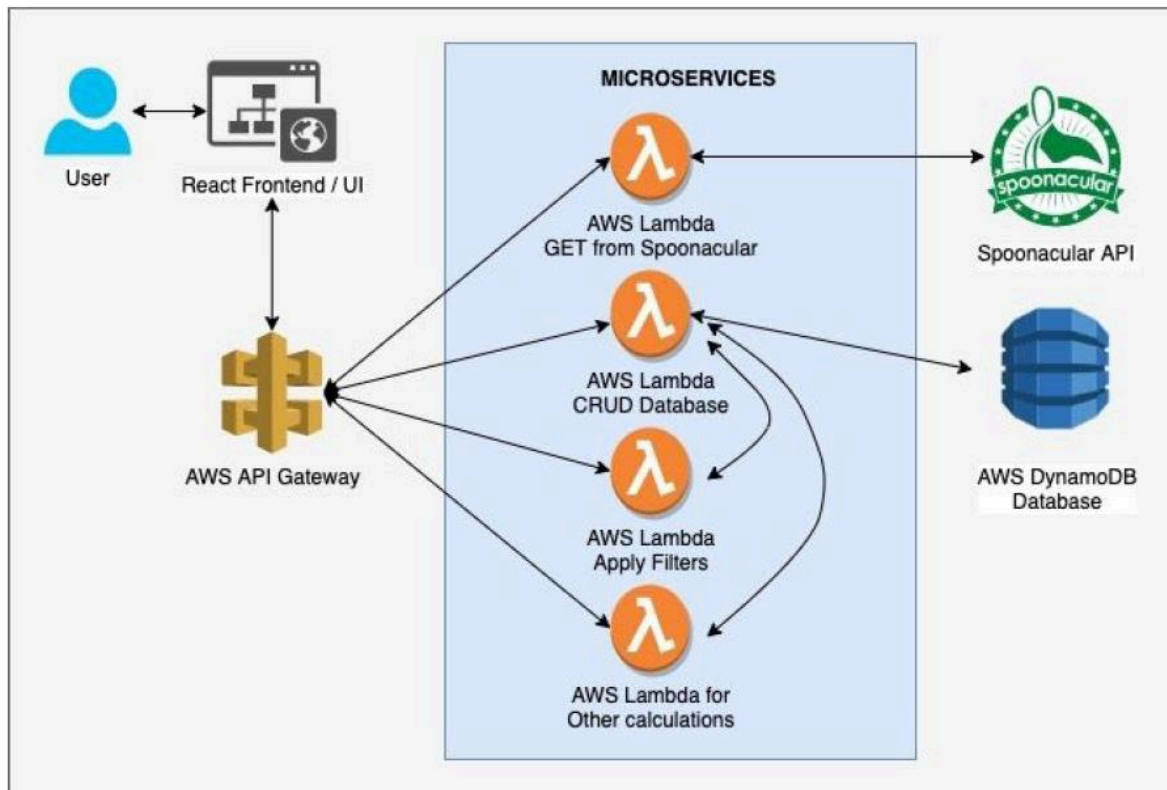 MICROSERVICES
User
React Frontend / UI
AWS Lambda
GET from Spoonacular
spoonacular
Spoonacular API
AWS API Gateway
AWS Lambda
CRUD Database
AWS DynamoDB
Database
AWS Lambda
Apply Filters
AWS Lambda for
Other calculations